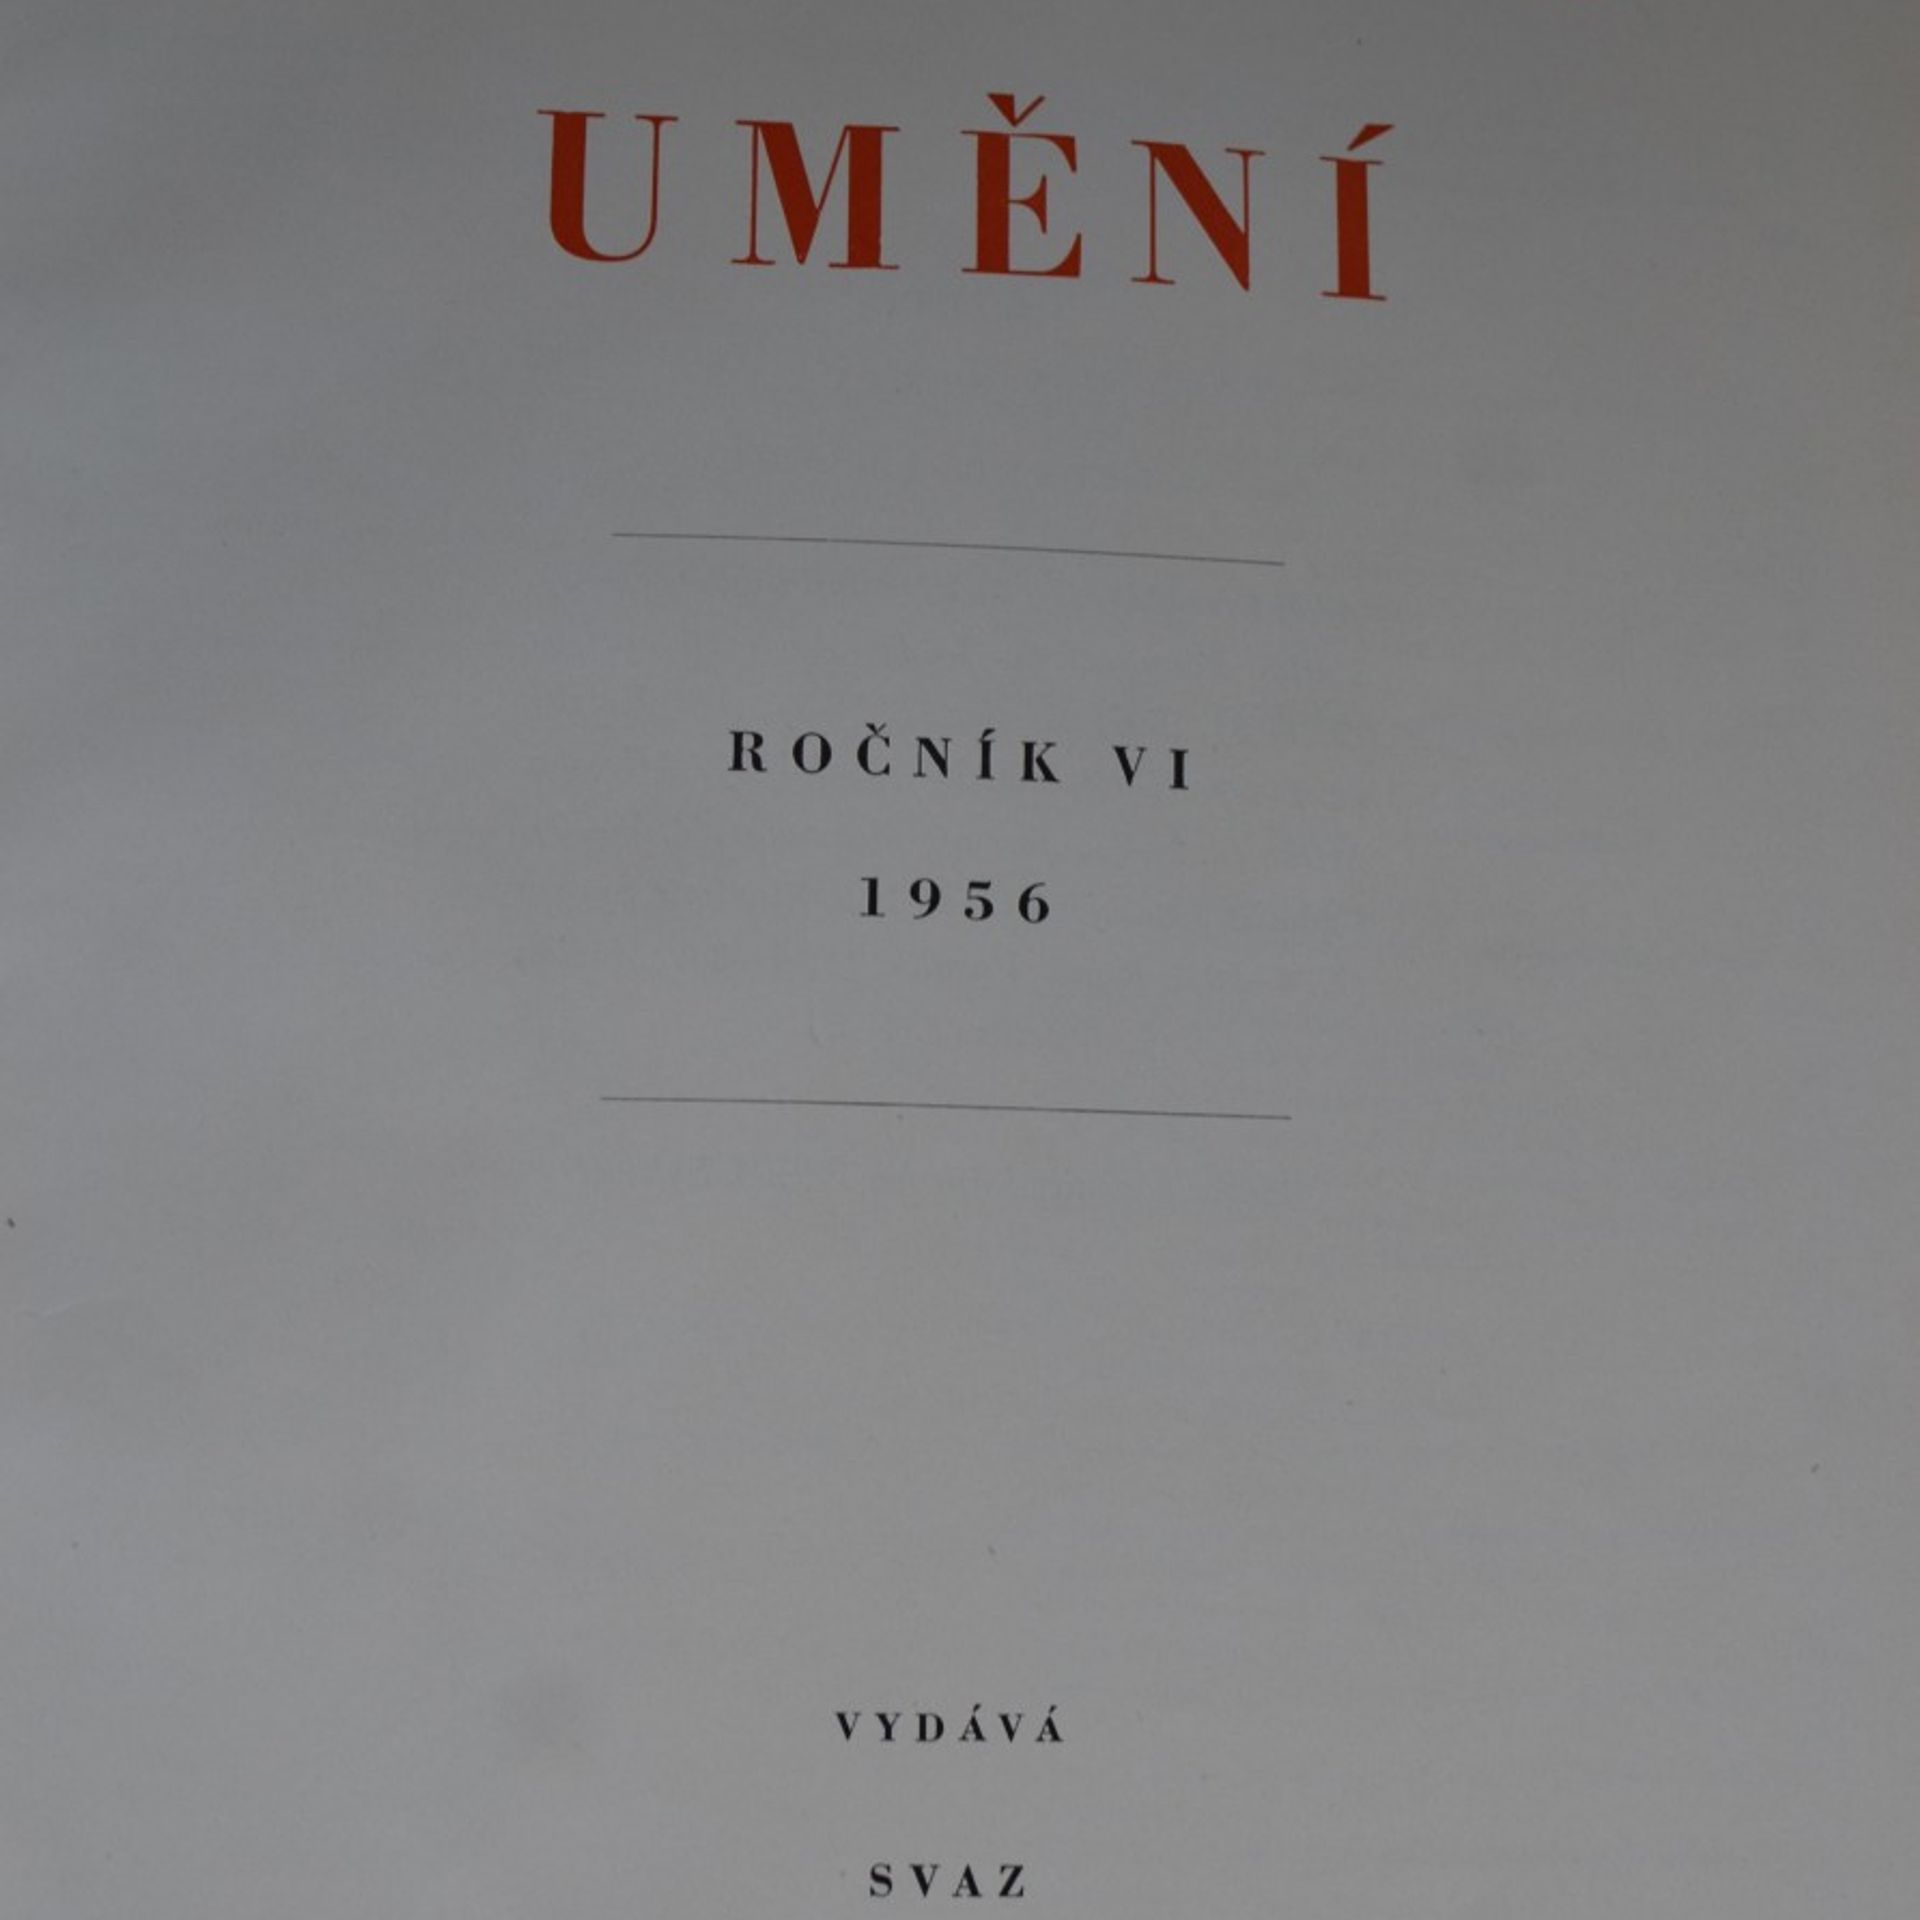 UMĚNÍ
ROČNÍK VI
1956
VYDÁVÁ
SVAZ